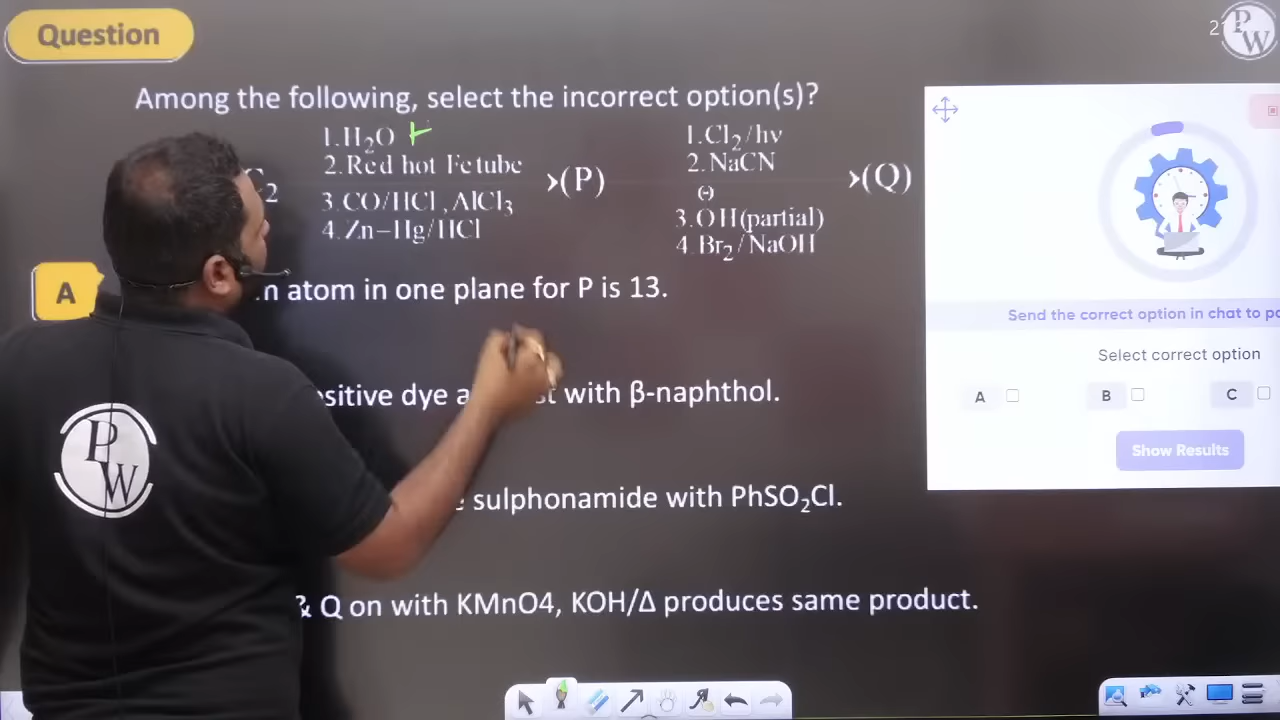 Question
Among the following, select the incorrect option(s)?
1.H₂O
2.Red hot Fe tube
3.CO/HCl ,AlCl₃
4.Zn–Hg/HCl
C₂
>(P)
1.Cl₂/hν
2.NaCN
Θ
3.OH(partial)
4.Br₂/NaOH
>(Q)
A
atom in one plane for P is 13.
dye with β-naphthol.
sulphonamide with PhSO₂Cl.
& Q on with KMnO4, KOH/Δ produces same product.
PW
PW
Send the correct option in chat to
Select correct option
A B C
Show Results